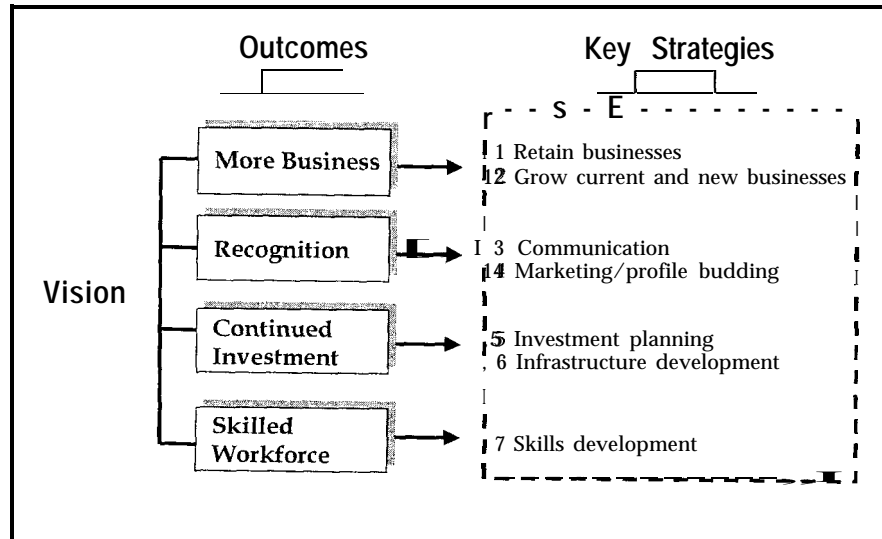 Outcomes
Key Strategies
Vision
More Business
1 Retain businesses
2 Grow current and new businesses
Recognition
3 Communication
4 Marketing/profile budding
Continued
Investment
5 Investment planning
6 Infrastructure development
Skilled
Workforce
7 Skills development